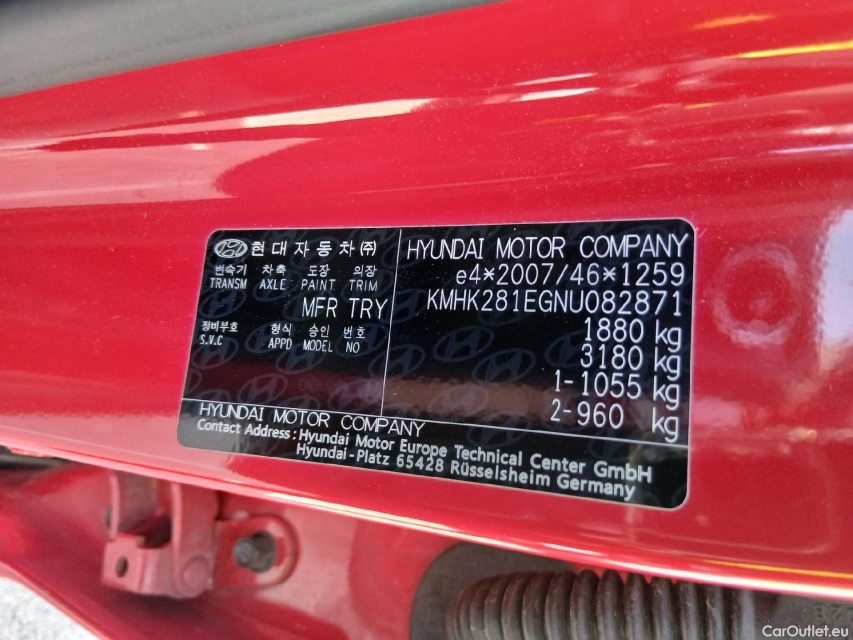 현대자동차㈜
변속기 차축 도장 의장
TRANSM AXLE PAINT TRIM
MFR TRY
정비부호 형식 승인 번호
S.V.C APPD MODEL NO
HYUNDAI MOTOR COMPANY
e4*2007/46*1259
KMHK281EGNU082871
1880 kg
3180 kg
1-1055 kg
2-960 kg
HYUNDAI MOTOR COMPANY
Contact Address : Hyundai Motor Europe Technical Center GmbH
Hyundai-Platz 65428 Rüsselsheim Germany
CarOutlet.eu